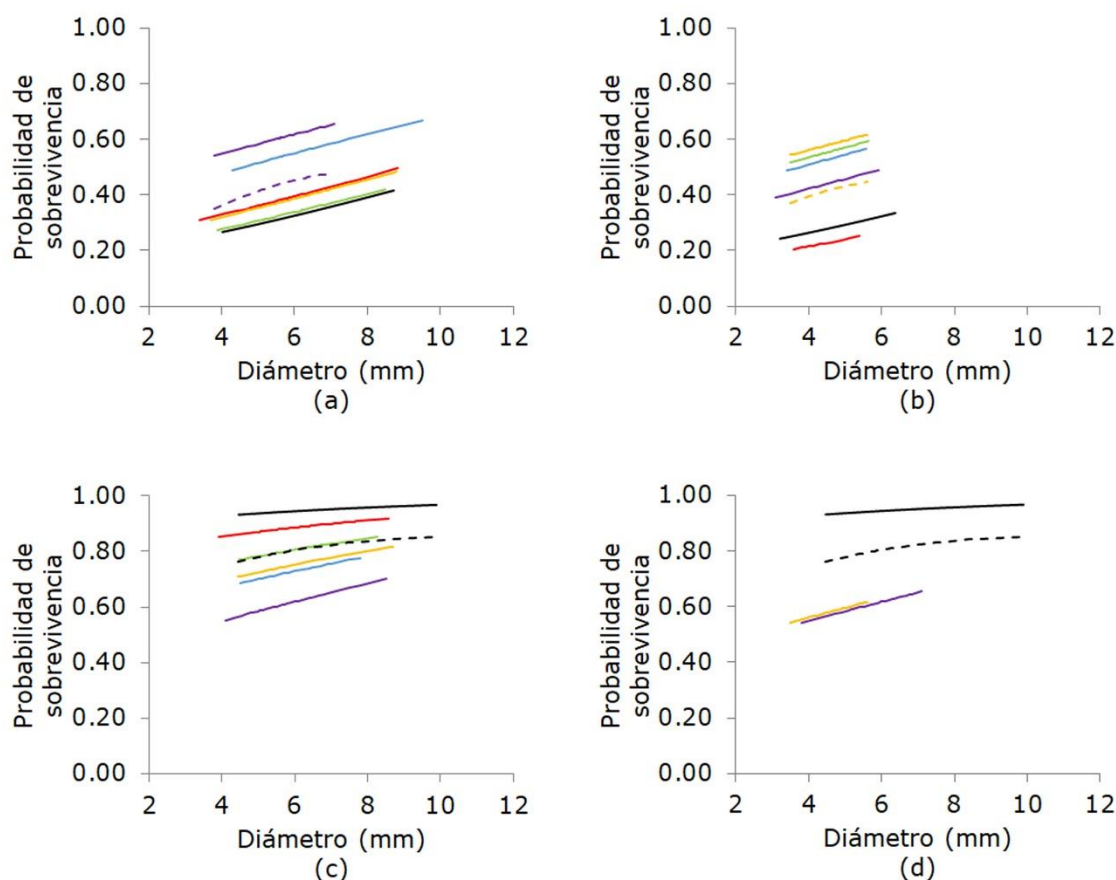 Probabilidad de
sobrevivencia
1.00
0.80
0.60
0.40
0.20
0.00
2 4 6 8 10 12
Diámetro (mm)
(a)
Probabilidad de
sobrevivencia
1.00
0.80
0.60
0.40
0.20
0.00
2 4 6 8 10 12
Diámetro (mm)
(b)
Probabilidad de
sobrevivencia
1.00
0.80
0.60
0.40
0.20
0.00
2 4 6 8 10 12
Diámetro (mm)
(c)
Probabilidad de
sobrevivencia
1.00
0.80
0.60
0.40
0.20
0.00
2 4 6 8 10 12
Diámetro (mm)
(d)